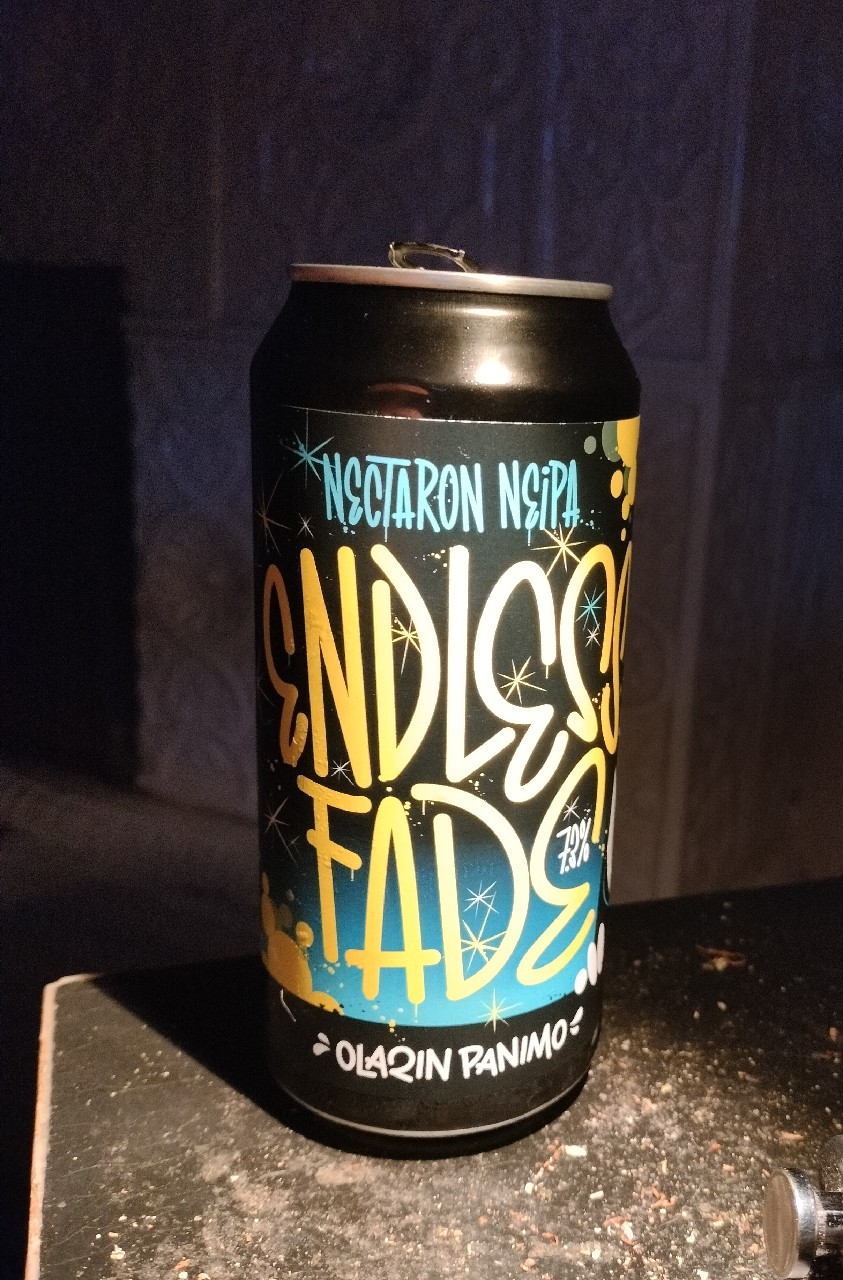 NECTARON NEIPA
ENDLESS
FADE
7.3%
OLARIN PANIMO